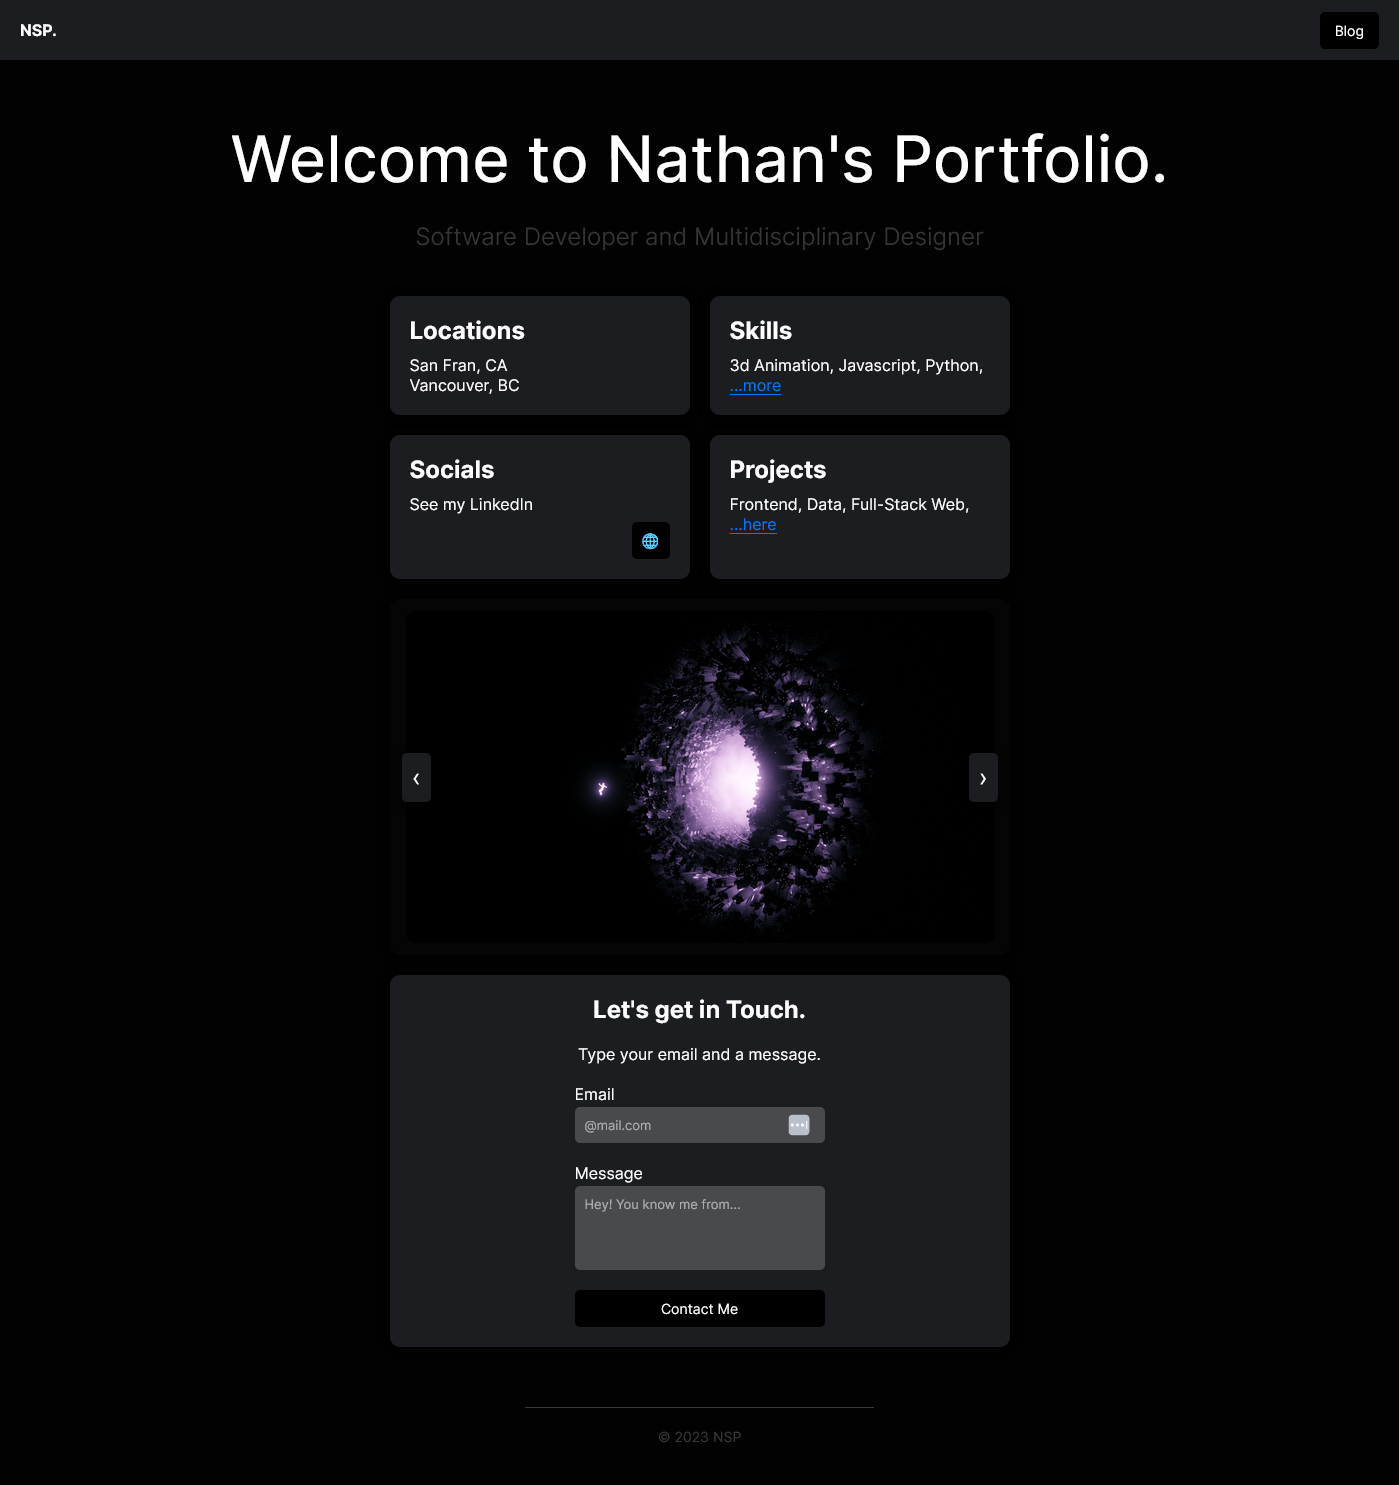 NSP.
Blog
Welcome to Nathan's Portfolio.
Software Developer and Multidisciplinary Designer
Locations
San Fran, CA
Vancouver, BC
Skills
3d Animation, Javascript, Python,
...more
Socials
See my LinkedIn
Projects
Frontend, Data, Full-Stack Web,
...here
Let's get in Touch.
Type your email and a message.
Email
@mail.com
Message
Hey! You know me from...
Contact Me
© 2023 NSP